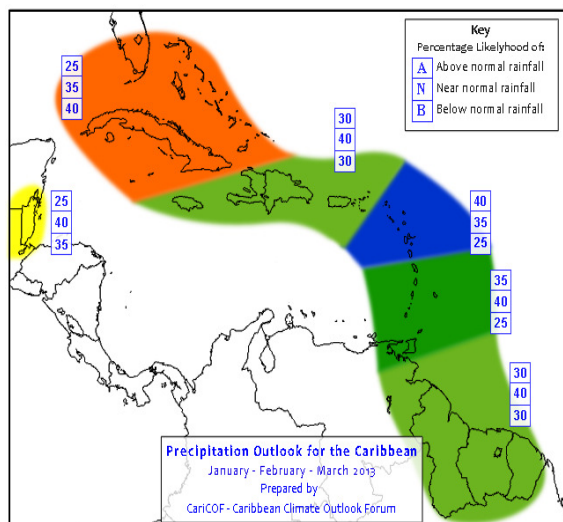 Key
Percentage Likelyhood of:
A Above normal rainfall
N Near normal rainfall
B Below normal rainfall
25
35
40
30
40
30
25
40
35
40
35
25
35
40
25
30
40
30
Precipitation Outlook for the Caribbean
January - February - March 2013
Prepared by
CariCOF - Caribbean Climate Outlook Forum